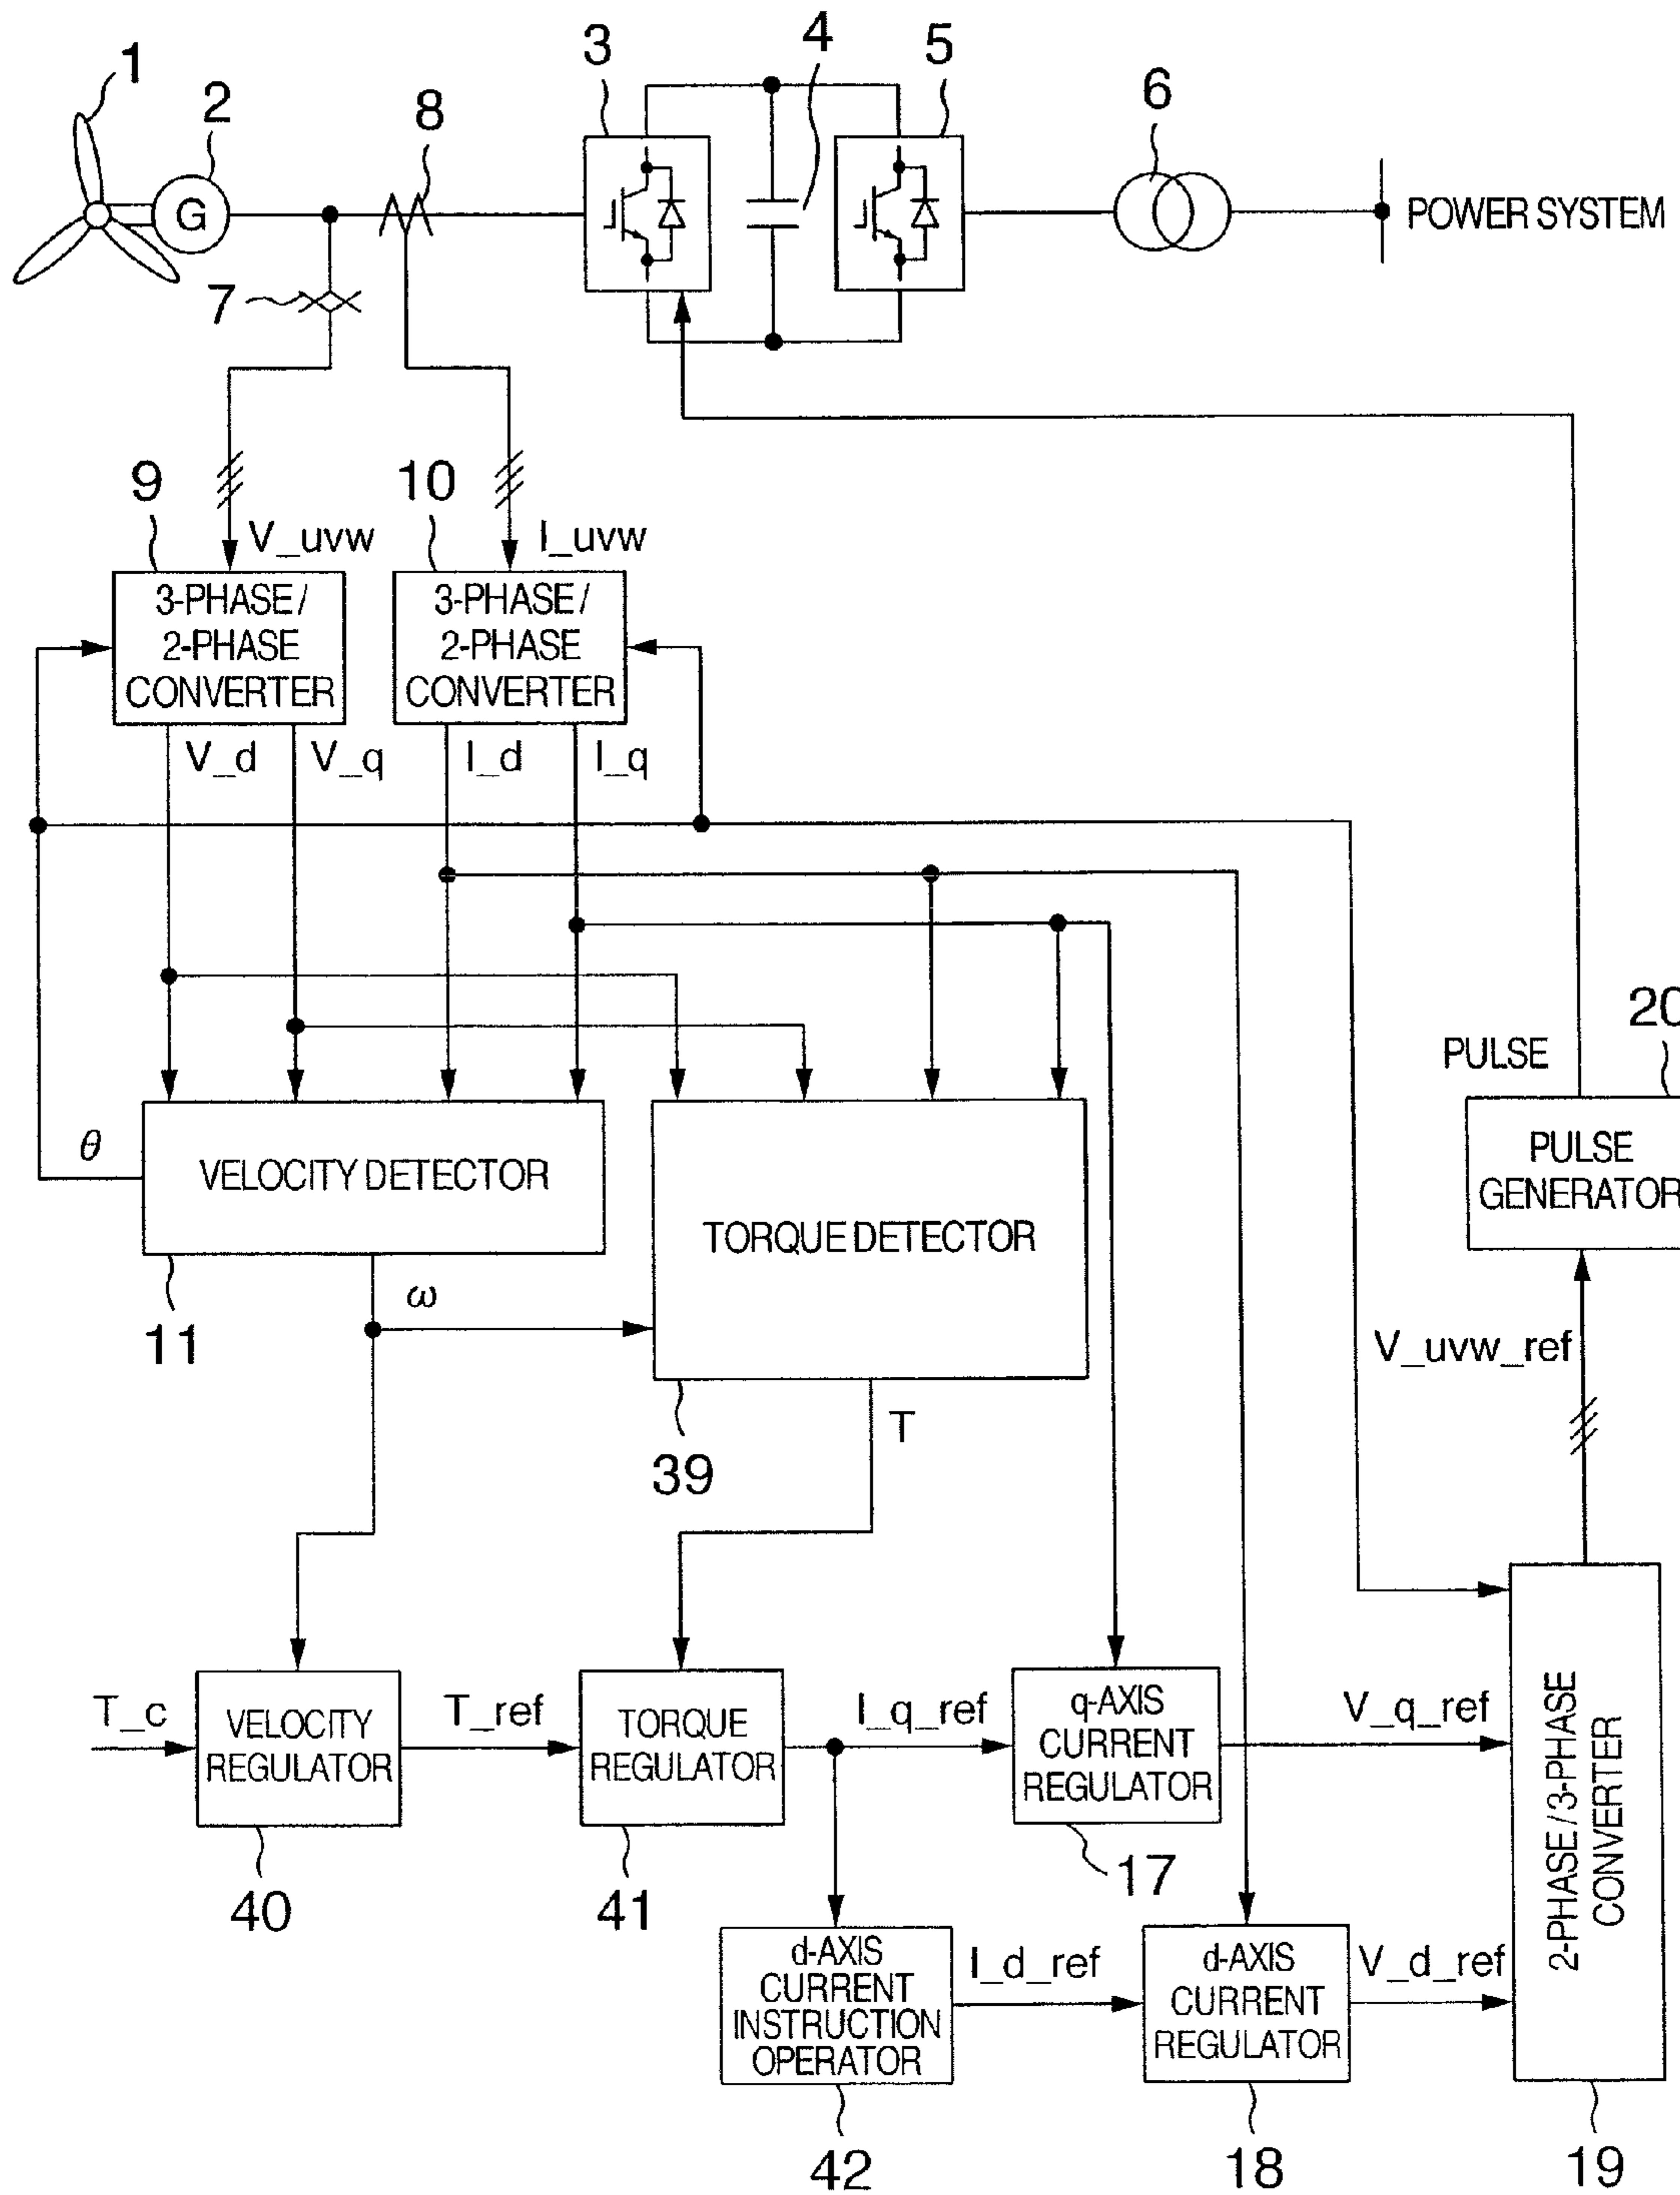 1
2
3
4
5
6
7
8
G
POWER SYSTEM
9
10
V_uvw
I_uvw
3-PHASE/
2-PHASE
CONVERTER
3-PHASE/
2-PHASE
CONVERTER
V_d
V_q
I_d
I_q
20
PULSE
PULSE
GENERATOR
θ
VELOCITY DETECTOR
TORQUE DETECTOR
11
ω
V_uvw_ref
39
T
T_c
VELOCITY
REGULATOR
T_ref
TORQUE
REGULATOR
I_q_ref
q-AXIS
CURRENT
REGULATOR
V_q_ref
2-PHASE/3-PHASE
CONVERTER
40
41
17
d-AXIS
CURRENT
INSTRUCTION
OPERATOR
I_d_ref
d-AXIS
CURRENT
REGULATOR
V_d_ref
42
18
19